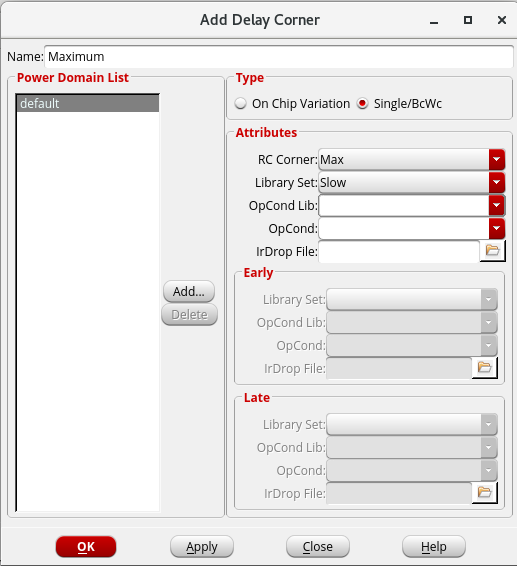 Add Delay Corner
Name: Maximum
Power Domain List
default
Add...
Delete
Type
On Chip Variation Single/BcWc
Attributes
RC Corner: Max
Library Set: Slow
OpCond Lib:
OpCond:
IrDrop File:
Early
Library Set:
OpCond Lib:
OpCond:
IrDrop File:
Late
Library Set:
OpCond Lib:
OpCond:
IrDrop File:
OK Apply Close Help